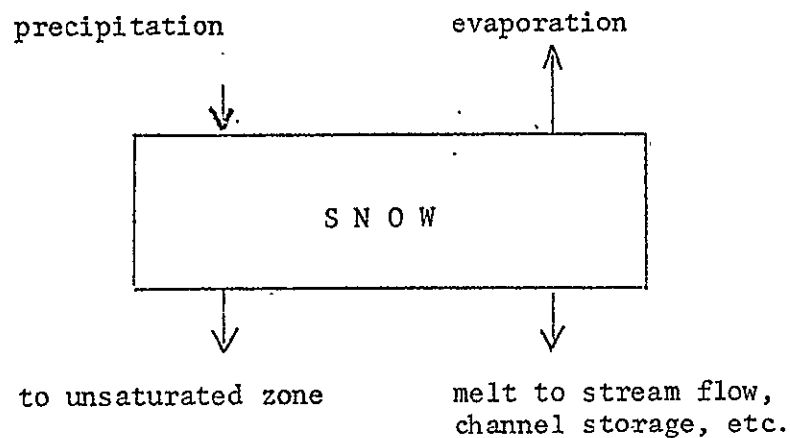 precipitation evaporation
S N O W
to unsaturated zone melt to stream flow,
channel storage, etc.